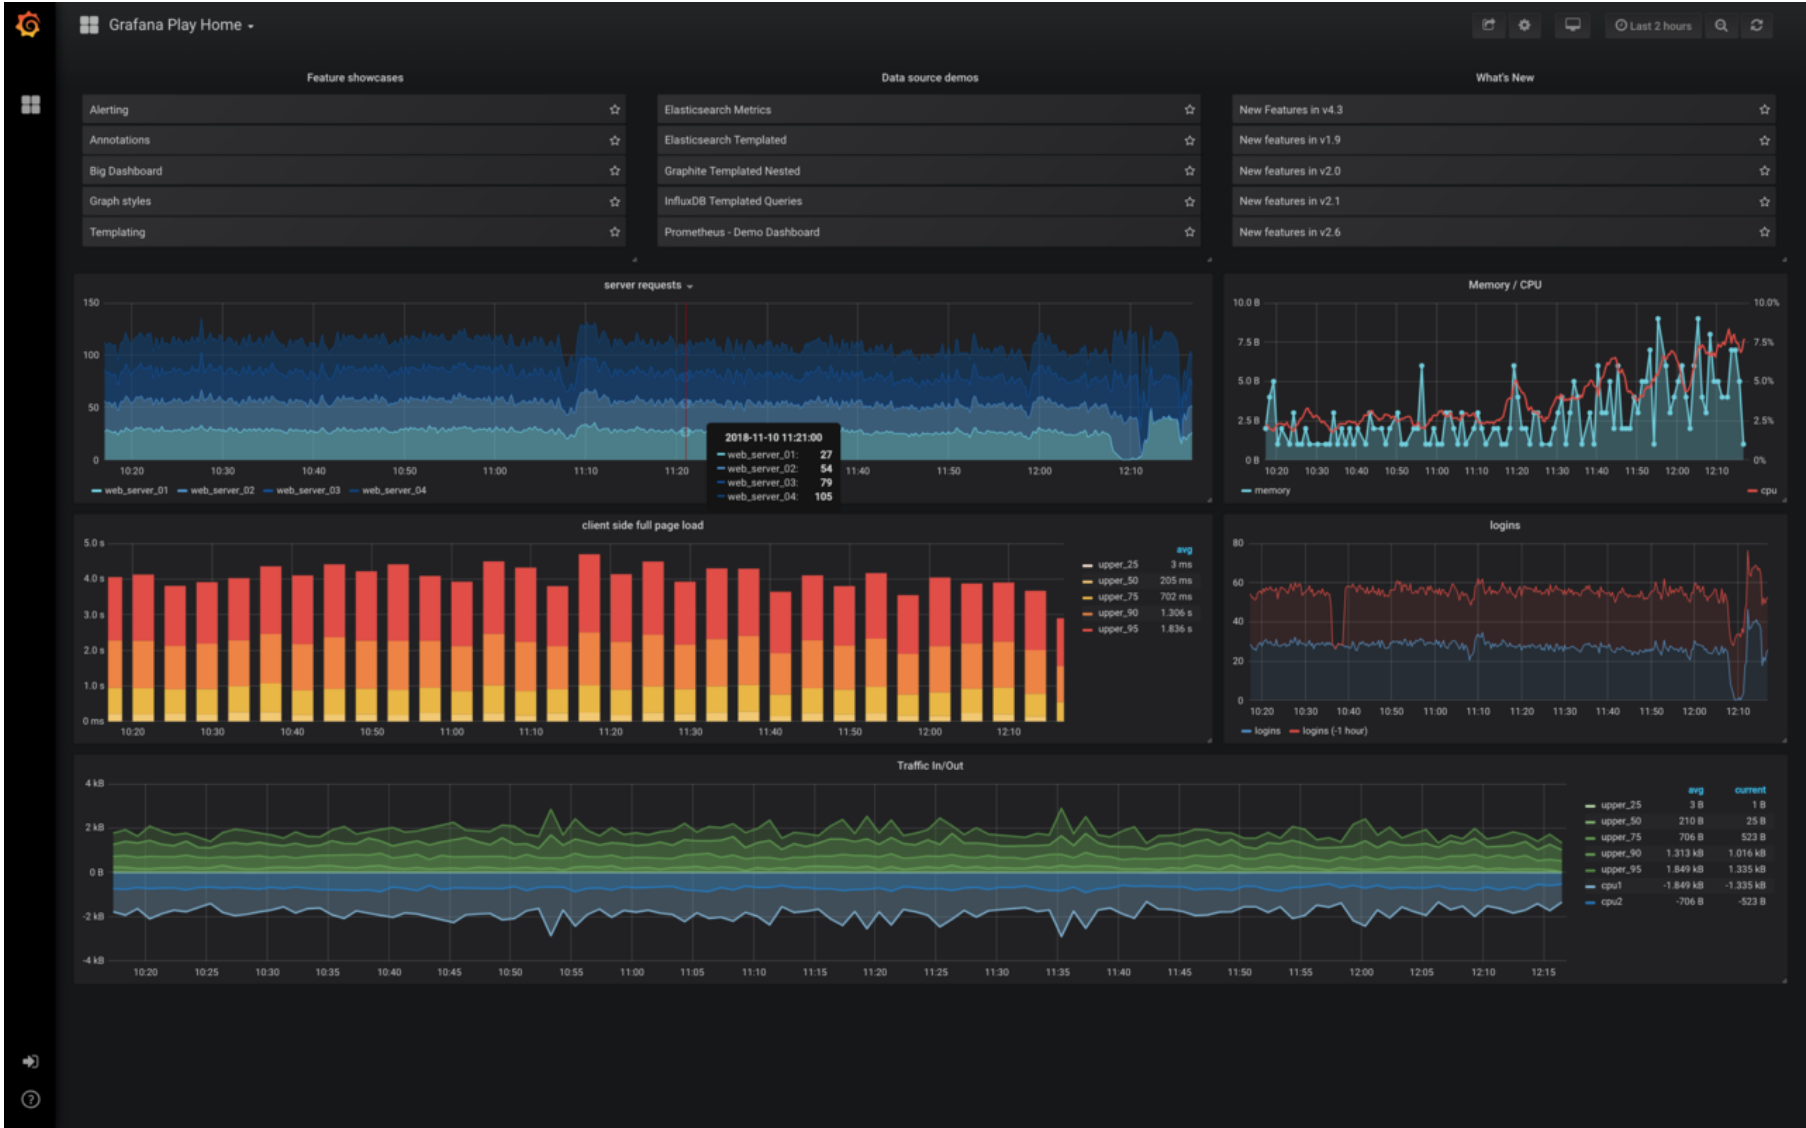 Grafana Play Home
Last 2 hours
Feature showcases
Alerting
Annotations
Big Dashboard
Graph styles
Templating
Data source demos
Elasticsearch Metrics
Elasticsearch Templated
Graphite Templated Nested
InfluxDB Templated Queries
Prometheus - Demo Dashboard
What's New
New Features in v4.3
New features in v1.9
New features in v2.0
New features in v2.1
New features in v2.6
server requests
150
100
50
0
10:20 10:30 10:40 10:50 11:00 11:10 11:20 11:40 11:50 12:00 12:10
web_server_01 web_server_02 web_server_03 web_server_04
2018-11-10 11:21:00
web_server_01: 27
web_server_02: 54
web_server_03: 79
web_server_04: 105
Memory / CPU
10.0 B 10.0%
7.5 B 7.5%
5.0 B 5.0%
2.5 B 2.5%
0 B 0%
10:20 10:30 10:40 10:50 11:00 11:10 11:20 11:30 11:40 11:50 12:00 12:10
memory cpu
client side full page load
5.0 s
4.0 s
3.0 s
2.0 s
1.0 s
0 ms
10:20 10:30 10:40 10:50 11:00 11:10 11:20 11:30 11:40 11:50 12:00 12:10
avg
upper_25 3 ms
upper_50 205 ms
upper_75 702 ms
upper_90 1.306 s
upper_95 1.836 s
logins
80
60
40
20
0
10:20 10:30 10:40 10:50 11:00 11:10 11:20 11:30 11:40 11:50 12:00 12:10
logins logins (-1 hour)
Traffic In/Out
4 kB
2 kB
0 B
-2 kB
-4 kB
10:20 10:25 10:30 10:35 10:40 10:45 10:50 10:55 11:00 11:05 11:10 11:15 11:20 11:25 11:30 11:35 11:40 11:45 11:50 11:55 12:00 12:05 12:10 12:15
avg current
upper_25 3 B 1 B
upper_50 210 B 25 B
upper_75 706 B 523 B
upper_90 1.313 kB 1.016 kB
upper_95 1.849 kB 1.335 kB
cpu1 -1.849 kB -1.335 kB
cpu2 -706 B -523 B